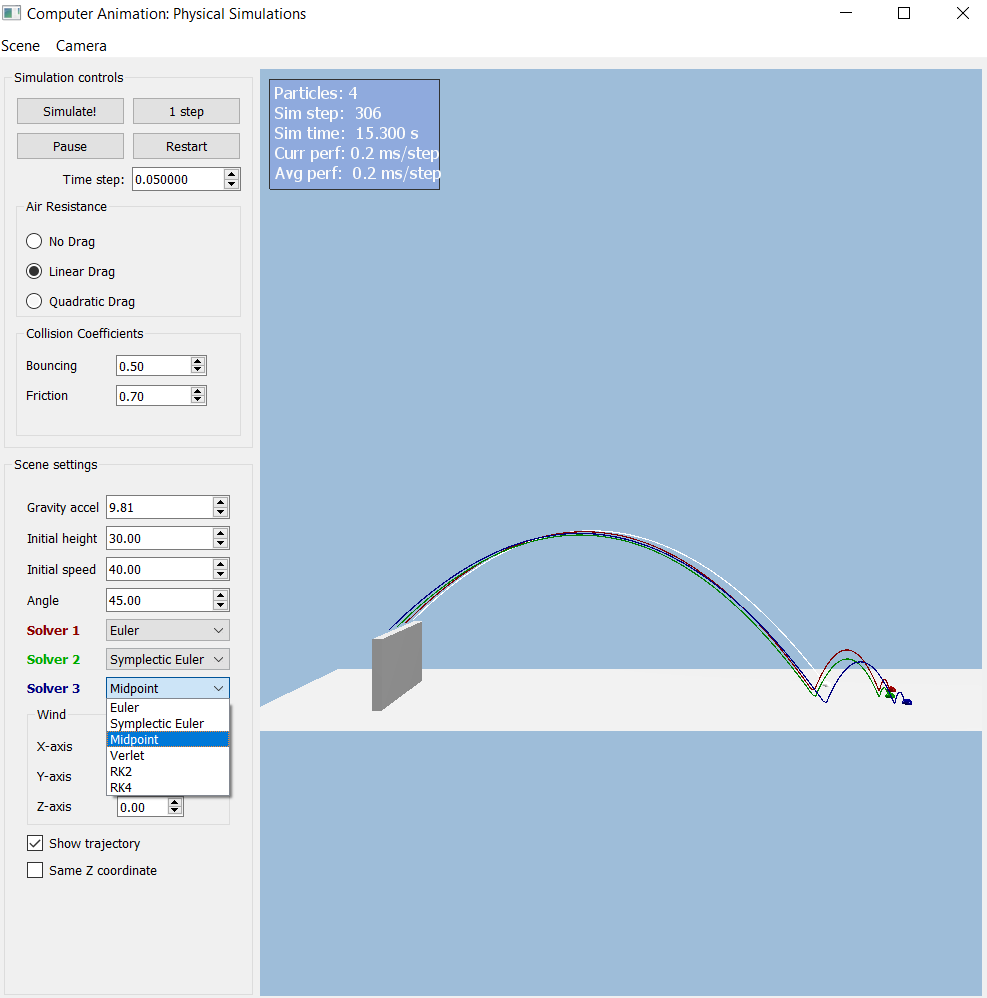 Computer Animation: Physical Simulations
Scene Camera
Simulation controls
Simulate! 1 step
Pause Restart
Time step: 0.050000
Air Resistance
No Drag
Linear Drag
Quadratic Drag
Collision Coefficients
Bouncing 0.50
Friction 0.70
Scene settings
Gravity accel 9.81
Initial height 30.00
Initial speed 40.00
Angle 45.00
Solver 1 Euler
Solver 2 Symplectic Euler
Solver 3 Midpoint
Euler
Symplectic Euler
Midpoint
Verlet
RK2
RK4
Wind
X-axis
Y-axis
Z-axis 0.00
Show trajectory
Same Z coordinate
Particles: 4
Sim step: 306
Sim time: 15.300 s
Curr perf: 0.2 ms/step
Avg perf: 0.2 ms/step